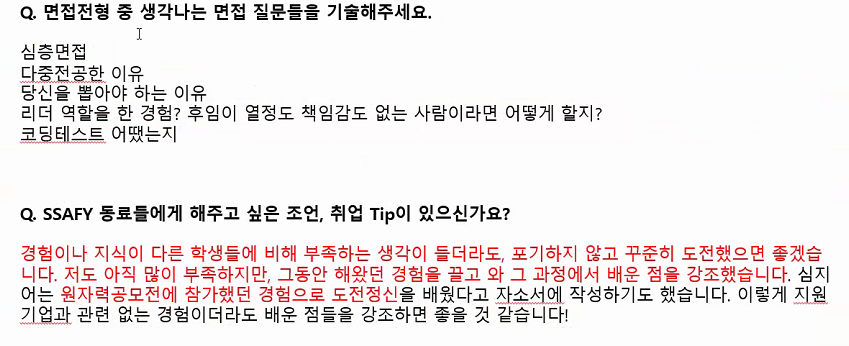 Q. 면접전형 중 생각나는 면접 질문들을 기술해주세요.
심층면접
다중전공한 이유
당신을 뽑아야 하는 이유
리더 역할을 한 경험? 후임이 열정도 책임감도 없는 사람이라면 어떻게 할지?
코딩테스트 어땠는지
Q. SSAFY 동료들에게 해주고 싶은 조언, 취업 Tip이 있으신가요?
경험이나 지식이 다른 학생들에 비해 부족하는 생각이 들더라도, 포기하지 않고 꾸준히 도전했으면 좋겠습
니다. 저도 아직 많이 부족하지만, 그동안 해왔던 경험을 끌고 와 그 과정에서 배운 점을 강조했습니다. 심지
어는 원자력공모전에 참가했던 경험으로 도전정신을 배웠다고 자소서에 작성하기도 했습니다. 이렇게 지원
기업과 관련 없는 경험이더라도 배운 점들을 강조하면 좋을 것 같습니다!